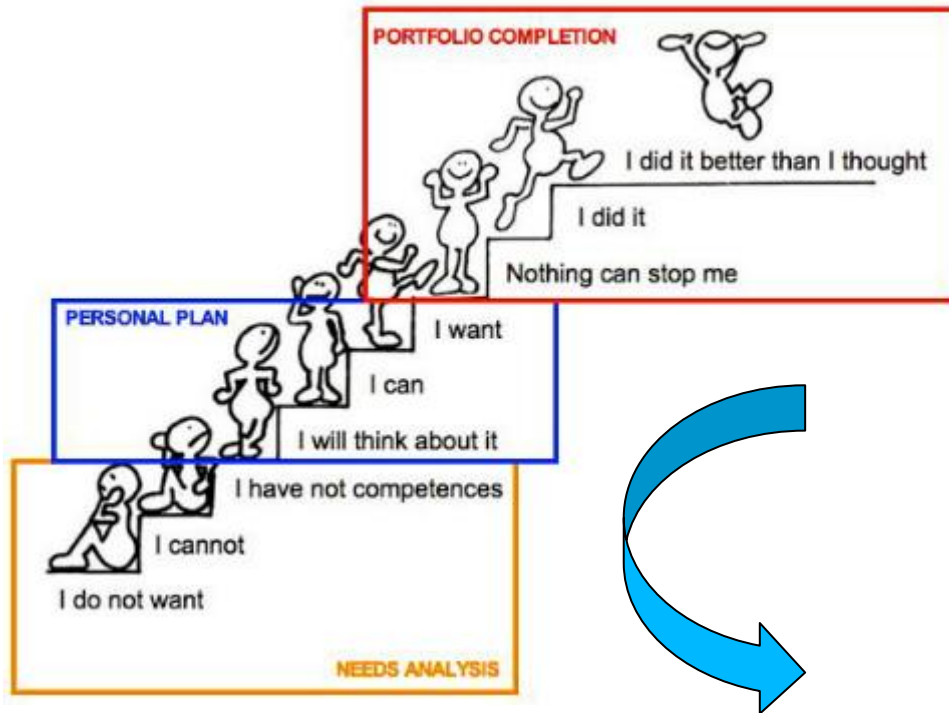 PORTFOLIO COMPLETION
I did it better than I thought
I did it
Nothing can stop me
PERSONAL PLAN
I want
I can
I will think about it
I have not competences
I cannot
I do not want
NEEDS ANALYSIS